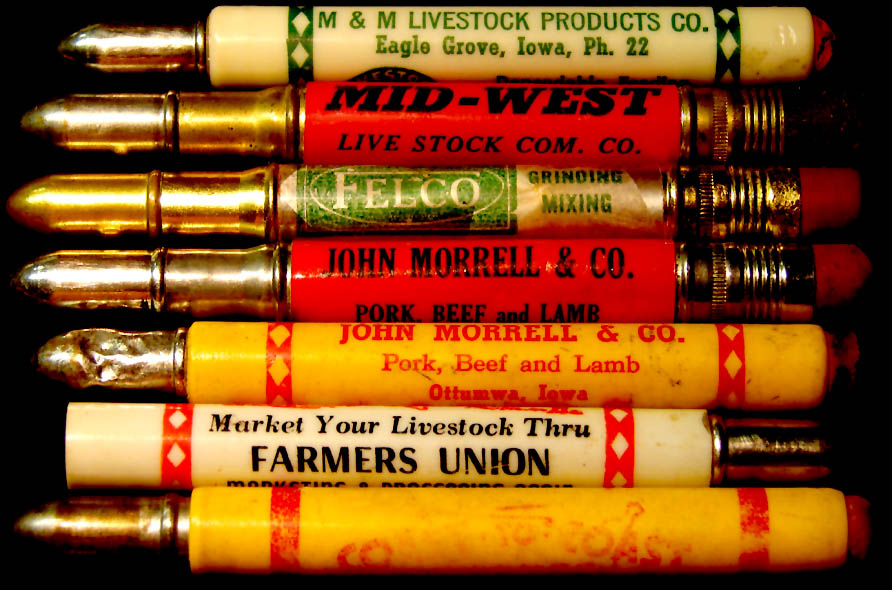 M & M LIVESTOCK PRODUCTS CO.
Eagle Grove, Iowa, Ph. 22
MID-WEST
LIVE STOCK COM. CO.
FELCO
GRINDING
MIXING
JOHN MORRELL & CO.
PORK, BEEF and LAMB
JOHN MORRELL & CO.
Pork, Beef and Lamb
Ottumwa, Iowa
Market Your Livestock Thru
FARMERS UNION